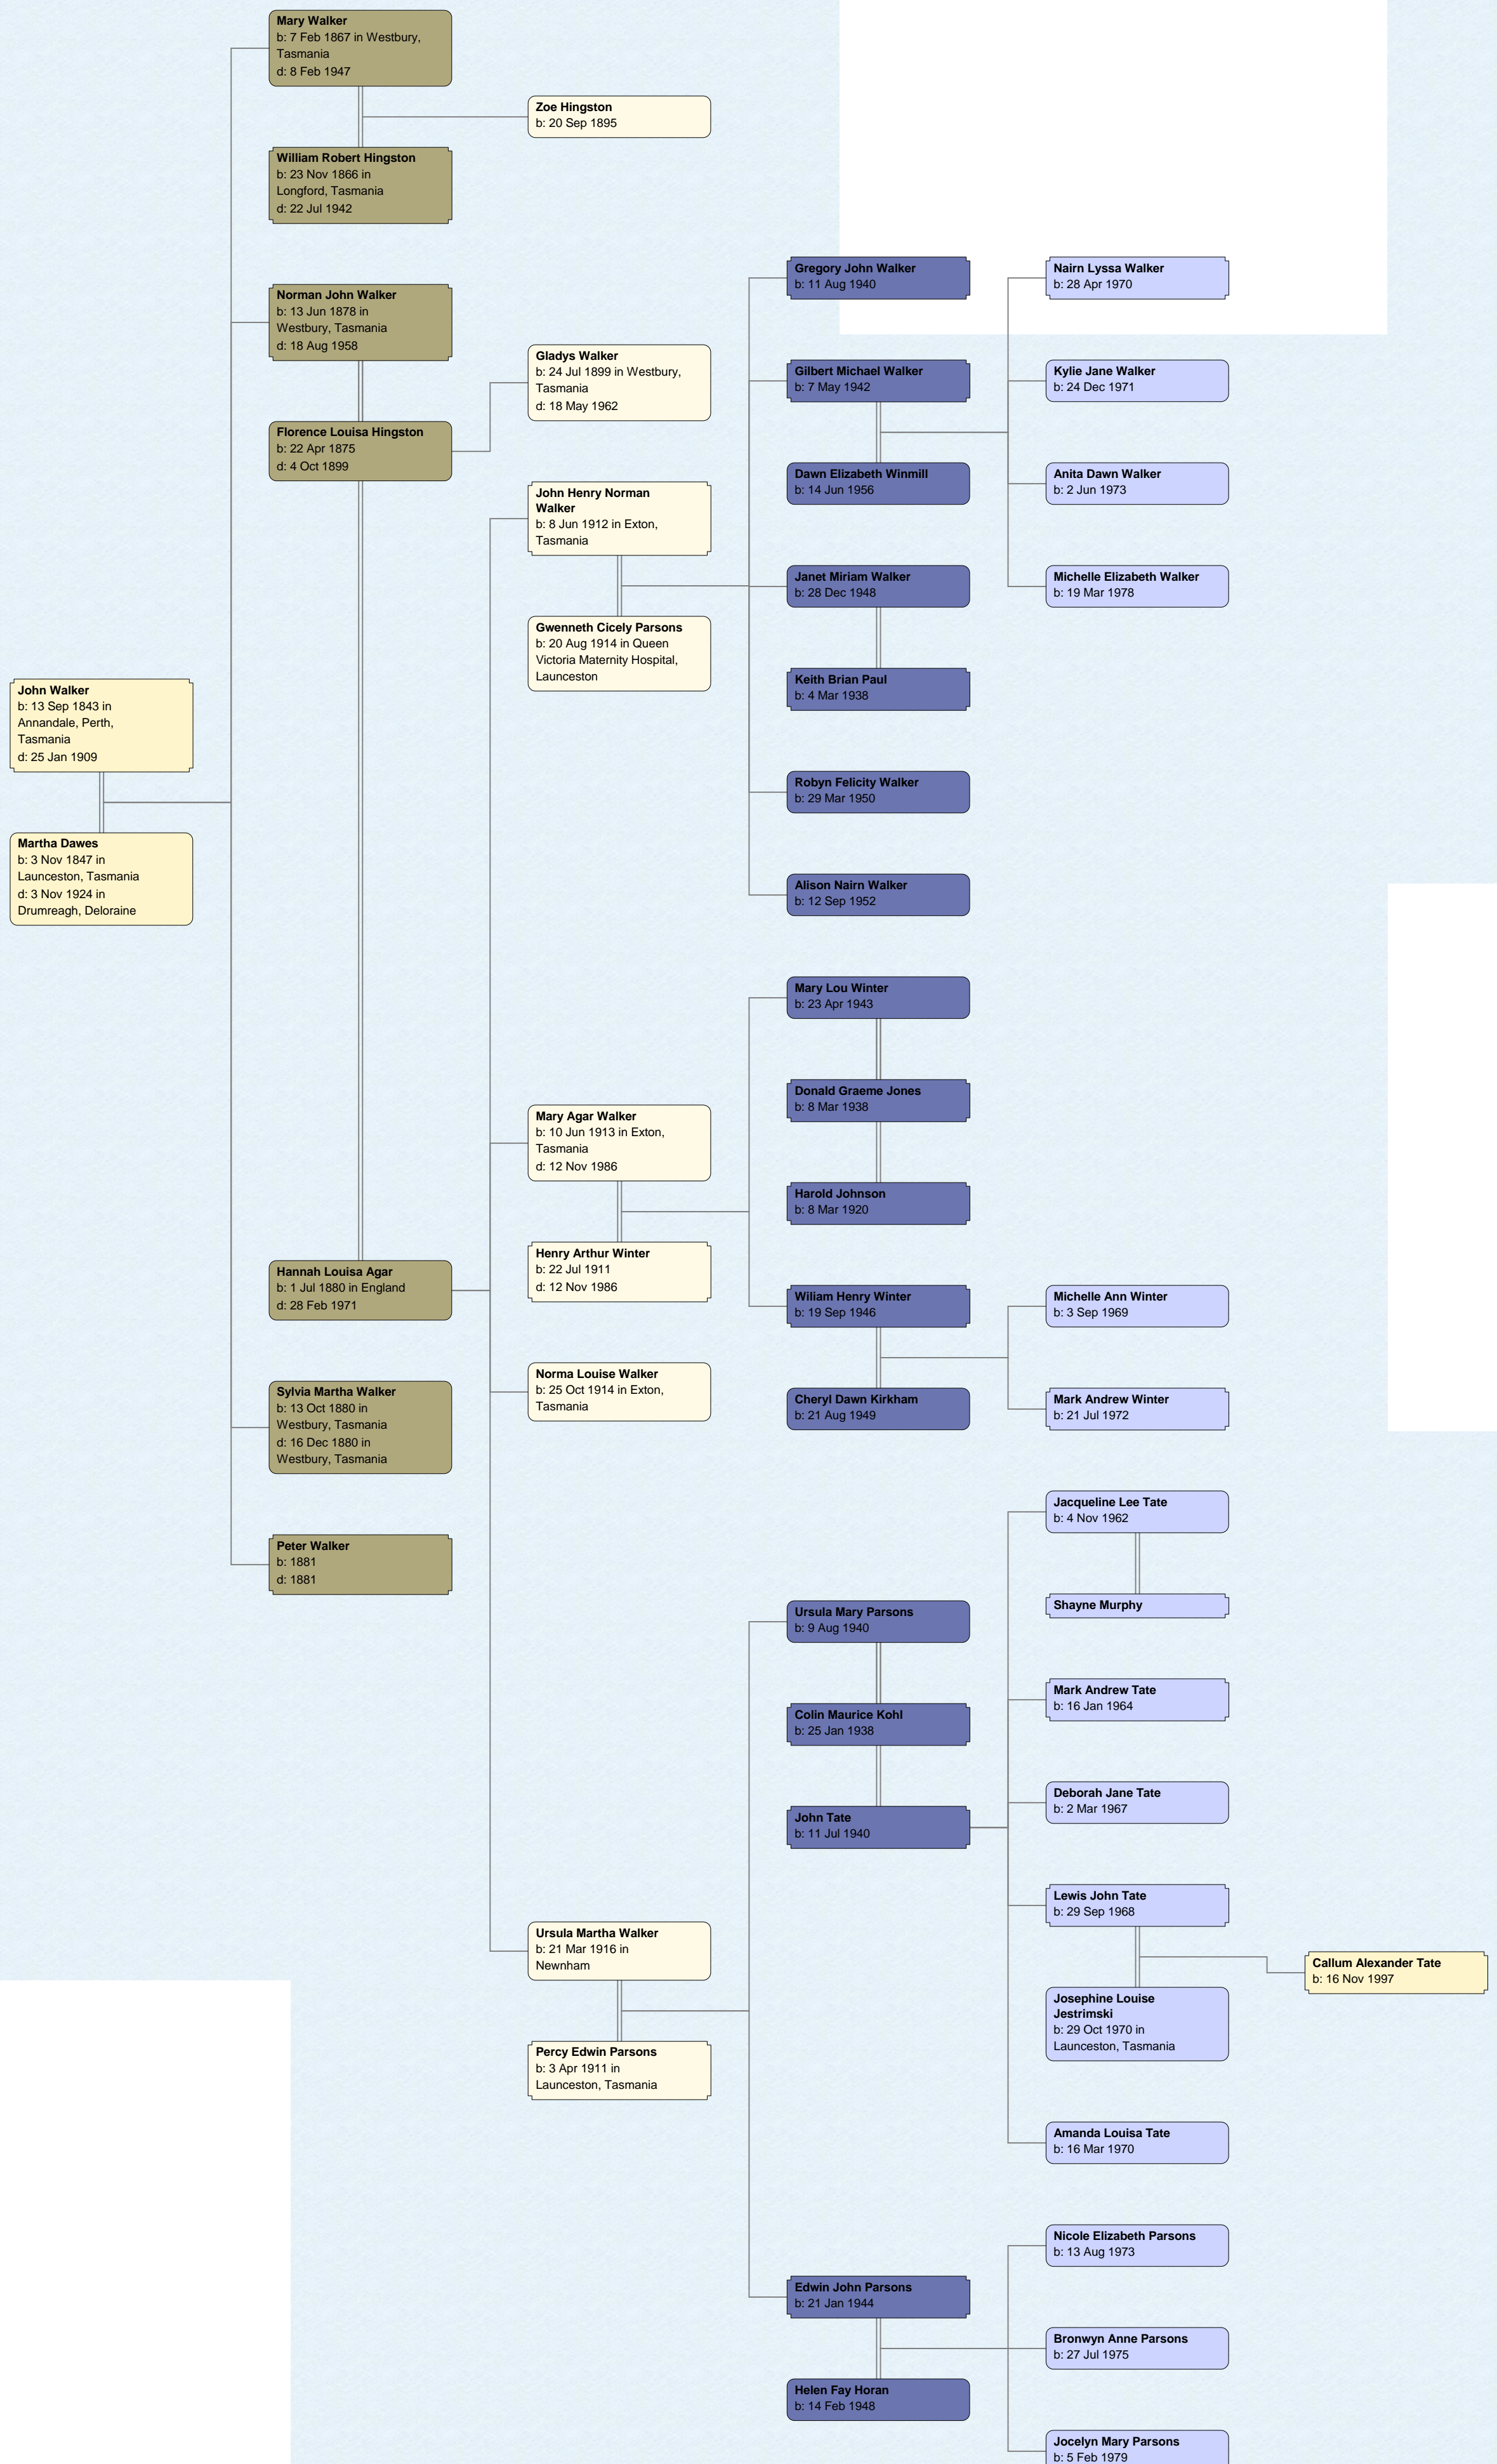 Mary Walker
b: 7 Feb 1867 in Westbury,
Tasmania
d: 8 Feb 1947
Zoe Hingston
b: 20 Sep 1895
William Robert Hingston
b: 23 Nov 1866 in
Longford, Tasmania
d: 22 Jul 1942
Gregory John Walker
b: 11 Aug 1940
Nairn Lyssa Walker
b: 28 Apr 1970
Norman John Walker
b: 13 Jun 1878 in
Westbury, Tasmania
d: 18 Aug 1958
Gladys Walker
b: 24 Jul 1899 in Westbury,
Tasmania
d: 18 May 1962
Gilbert Michael Walker
b: 7 May 1942
Kylie Jane Walker
b: 24 Dec 1971
Florence Louisa Hingston
b: 22 Apr 1875
d: 4 Oct 1899
Dawn Elizabeth Winmill
b: 14 Jun 1956
Anita Dawn Walker
b: 2 Jun 1973
John Henry Norman
Walker
b: 8 Jun 1912 in Exton,
Tasmania
Janet Miriam Walker
b: 28 Dec 1948
Michelle Elizabeth Walker
b: 19 Mar 1978
Gwenneth Cicely Parsons
b: 20 Aug 1914 in Queen
Victoria Maternity Hospital,
Launceston
Keith Brian Paul
b: 4 Mar 1938
John Walker
b: 13 Sep 1843 in
Annandale, Perth,
Tasmania
d: 25 Jan 1909
Robyn Felicity Walker
b: 29 Mar 1950
Martha Dawes
b: 3 Nov 1847 in
Launceston, Tasmania
d: 3 Nov 1924 in
Drumreagh, Deloraine
Alison Nairn Walker
b: 12 Sep 1952
Mary Lou Winter
b: 23 Apr 1943
Donald Graeme Jones
b: 8 Mar 1938
Mary Agar Walker
b: 10 Jun 1913 in Exton,
Tasmania
d: 12 Nov 1986
Harold Johnson
b: 8 Mar 1920
Henry Arthur Winter
b: 22 Jul 1911
d: 12 Nov 1986
Hannah Louisa Agar
b: 1 Jul 1880 in England
d: 28 Feb 1971
Wiliam Henry Winter
b: 19 Sep 1946
Michelle Ann Winter
b: 3 Sep 1969
Norma Louise Walker
b: 25 Oct 1914 in Exton,
Tasmania
Sylvia Martha Walker
b: 13 Oct 1880 in
Westbury, Tasmania
d: 16 Dec 1880 in
Westbury, Tasmania
Cheryl Dawn Kirkham
b: 21 Aug 1949
Mark Andrew Winter
b: 21 Jul 1972
Jacqueline Lee Tate
b: 4 Nov 1962
Peter Walker
b: 1881
d: 1881
Shayne Murphy
Ursula Mary Parsons
b: 9 Aug 1940
Mark Andrew Tate
b: 16 Jan 1964
Colin Maurice Kohl
b: 25 Jan 1938
Deborah Jane Tate
b: 2 Mar 1967
John Tate
b: 11 Jul 1940
Lewis John Tate
b: 29 Sep 1968
Ursula Martha Walker
b: 21 Mar 1916 in
Newnham
Callum Alexander Tate
b: 16 Nov 1997
Josephine Louise
Jestrimski
b: 29 Oct 1970 in
Launceston, Tasmania
Percy Edwin Parsons
b: 3 Apr 1911 in
Launceston, Tasmania
Amanda Louisa Tate
b: 16 Mar 1970
Nicole Elizabeth Parsons
b: 13 Aug 1973
Edwin John Parsons
b: 21 Jan 1944
Bronwyn Anne Parsons
b: 27 Jul 1975
Helen Fay Horan
b: 14 Feb 1948
Jocelyn Mary Parsons
b: 5 Feb 1979